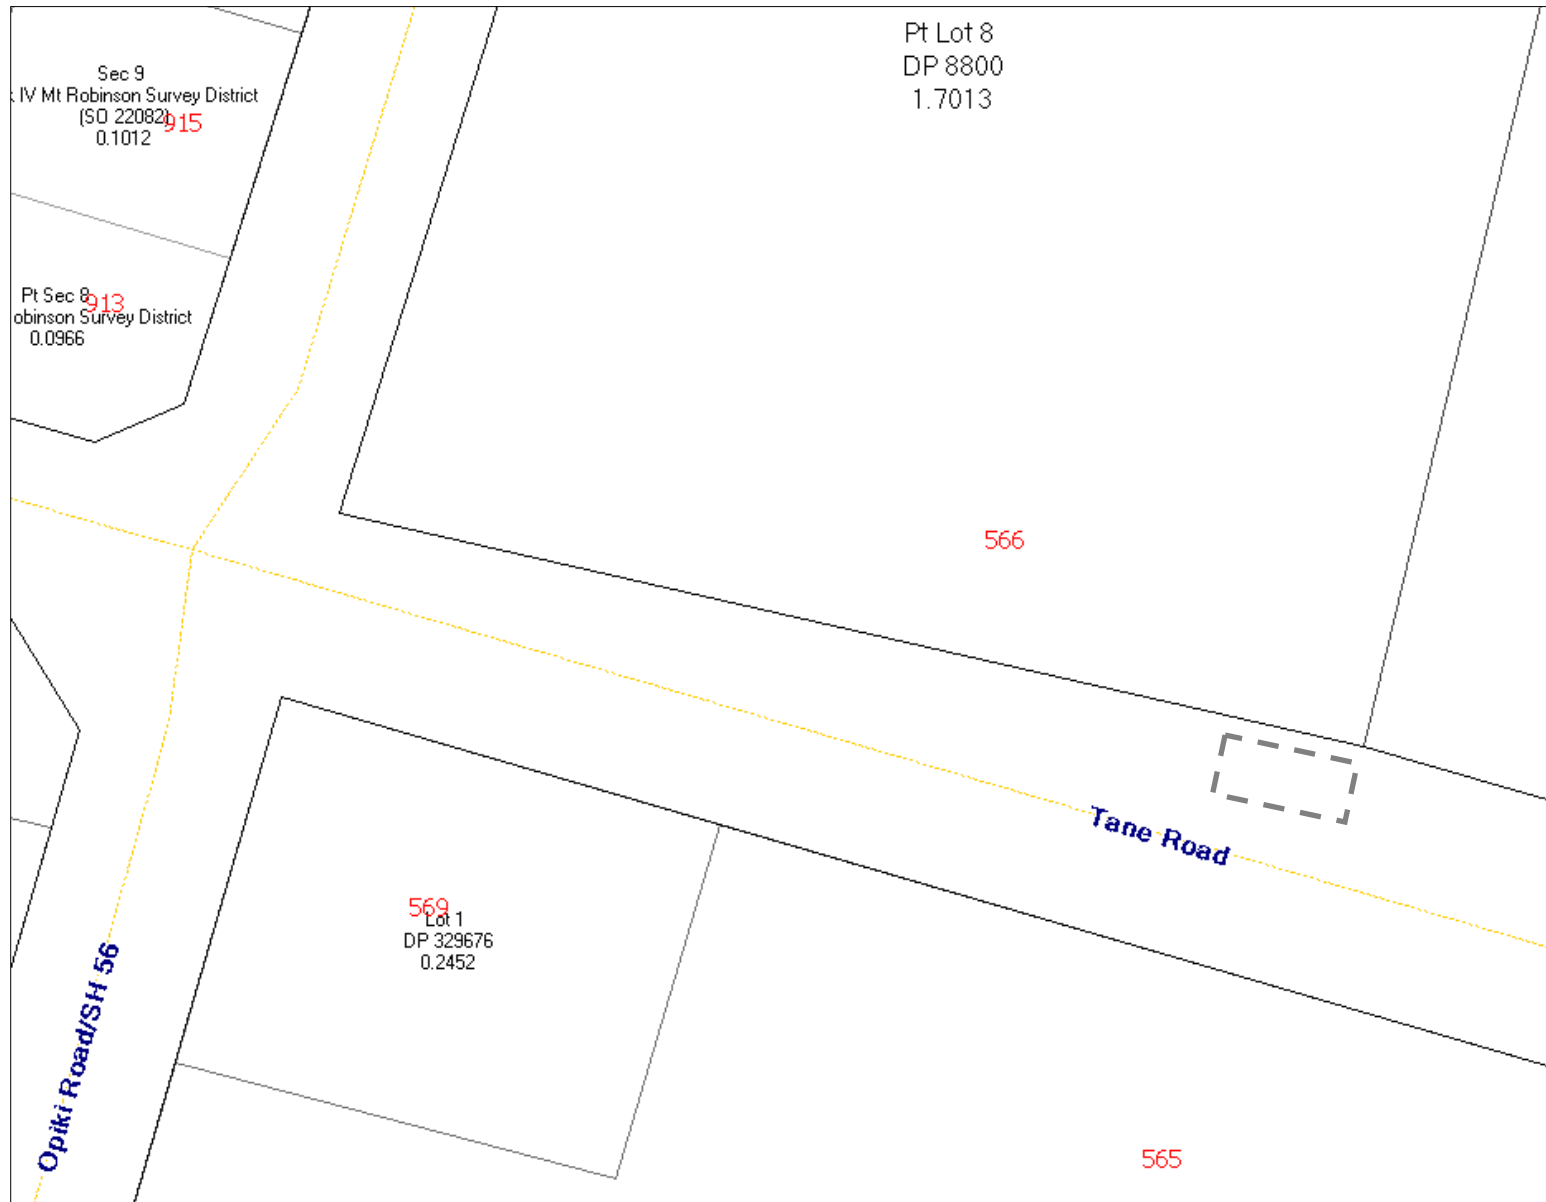 Pt Lot 8
DP 8800
1.7013
Sec 9
IV Mt Robinson Survey District
(SO 22082)
915
0.1012
Pt Sec 8
913
obinson Survey District
0.0966
566
Tane Road
569
Lot 1
DP 329676
0.2452
Opiki Road/SH 56
565